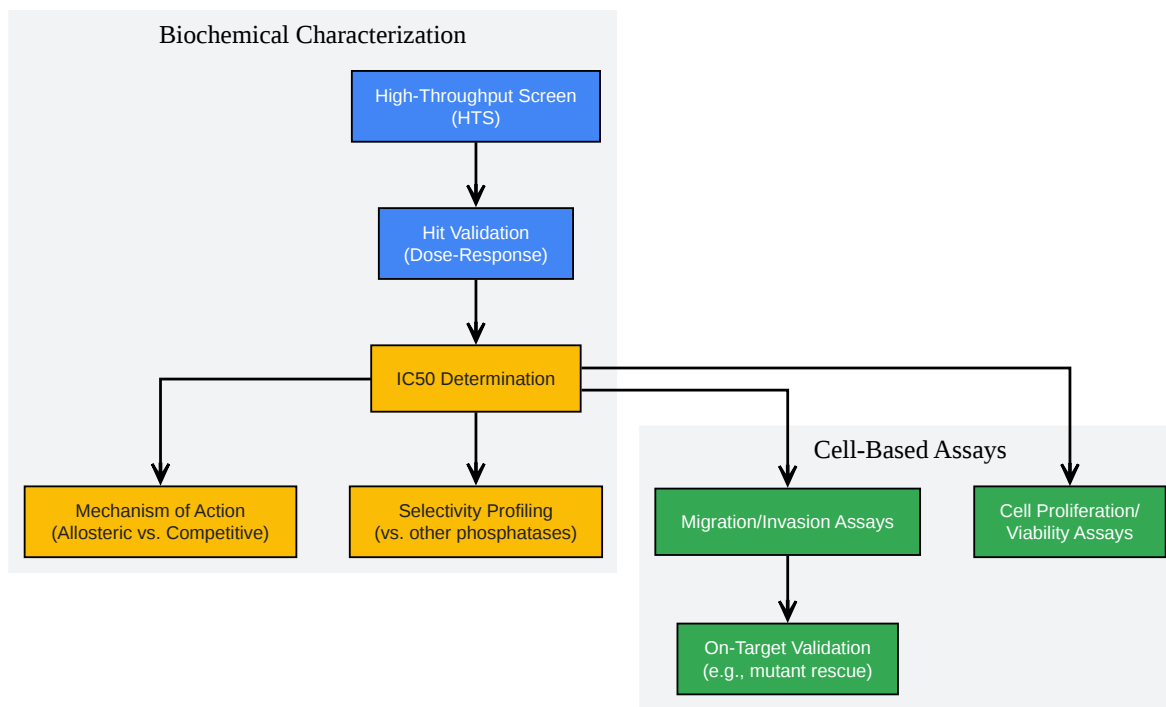 Biochemical Characterization
High-Throughput Screen
(HTS)
Hit Validation
(Dose-Response)
IC50 Determination
Mechanism of Action
(Allosteric vs. Competitive)
Selectivity Profiling
(vs. other phosphatases)
Cell-Based Assays
Migration/Invasion Assays
Cell Proliferation/
Viability Assays
On-Target Validation
(e.g., mutant rescue)